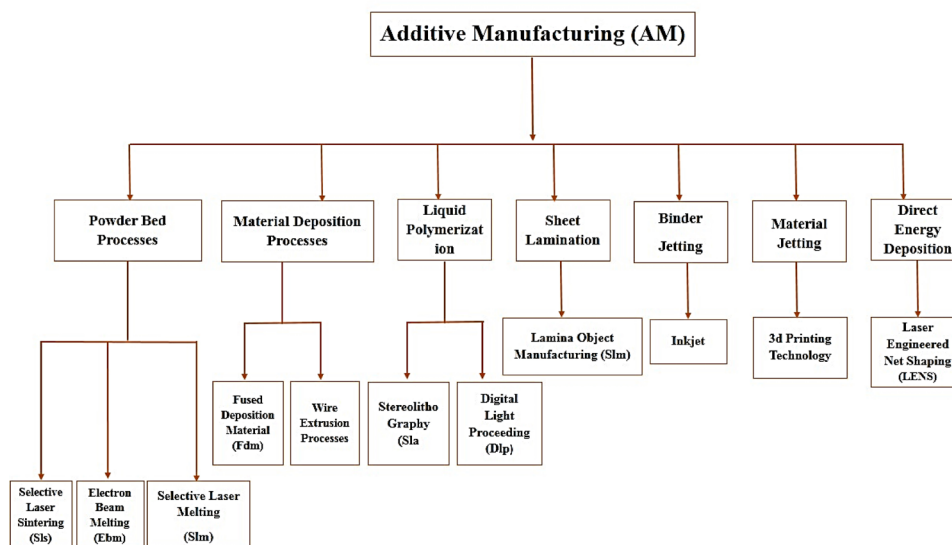 Additive Manufacturing (AM)
Powder Bed
Processes
Material Deposition
Processes
Liquid
Polymerizat
ion
Sheet
Lamination
Binder
Jetting
Material
Jetting
Direct
Energy
Deposition
Lamina Object
Manufacturing (Slm)
Inkjet
3d Printing
Technology
Laser
Engineered
Net Shaping
(LENS)
Fused
Deposition
Material
(Fdm)
Wire
Extrusion
Processes
Stereolitho
Graphy
(Sla
Digital
Light
Proceeding
(Dlp)
Selective
Laser
Sintering
(Sls)
Electron
Beam
Melting
(Ebm)
Selective Laser
Melting
(Slm)